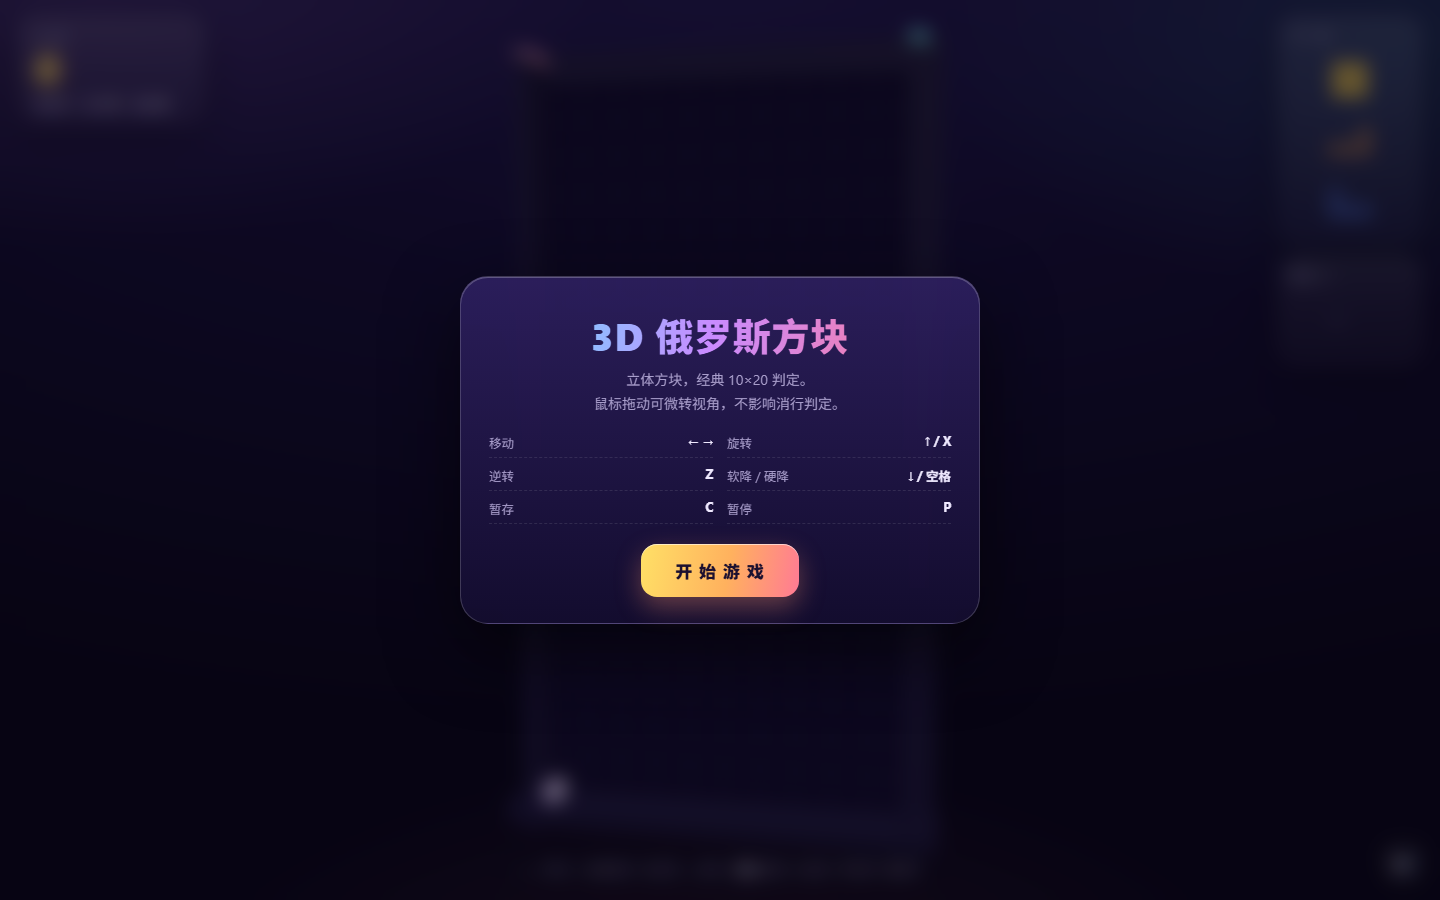 3D 俄罗斯方块
立体方块，经典 10×20 判定。
鼠标拖动可微转视角，不影响消行判定。
移动 ← → 旋转 ↑ / X
逆转 Z 软降 / 硬降 ↓ / 空格
暂存 C 暂停 P
开始游戏